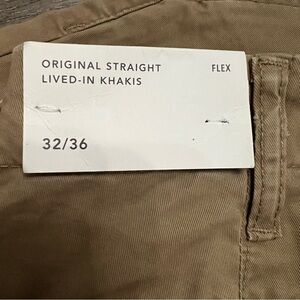 ORIGINAL STRAIGHT FLEX
LIVED-IN KHAKIS
32/36